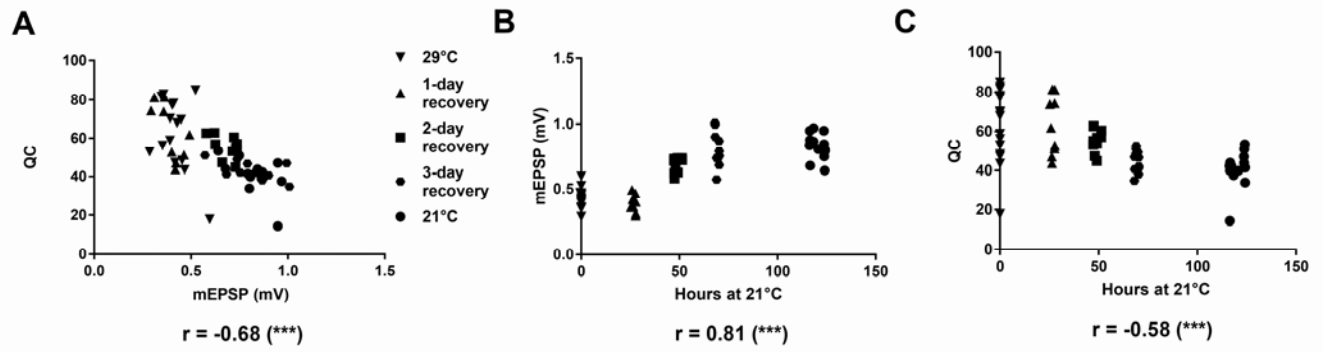 A
100
80
60
40
20
0
QC
0.0
0.5
1.0
1.5
mEPSP (mV)
r = -0.68 (***)
29°C
1-day
recovery
2-day
recovery
3-day
recovery
21°C
B
1.5
1.0
0.5
0.0
mEPSP (mV)
0
50
100
150
Hours at 21°C
r = 0.81 (***)
C
100
80
60
40
20
0
QC
0
50
100
150
Hours at 21°C
r = -0.58 (***)